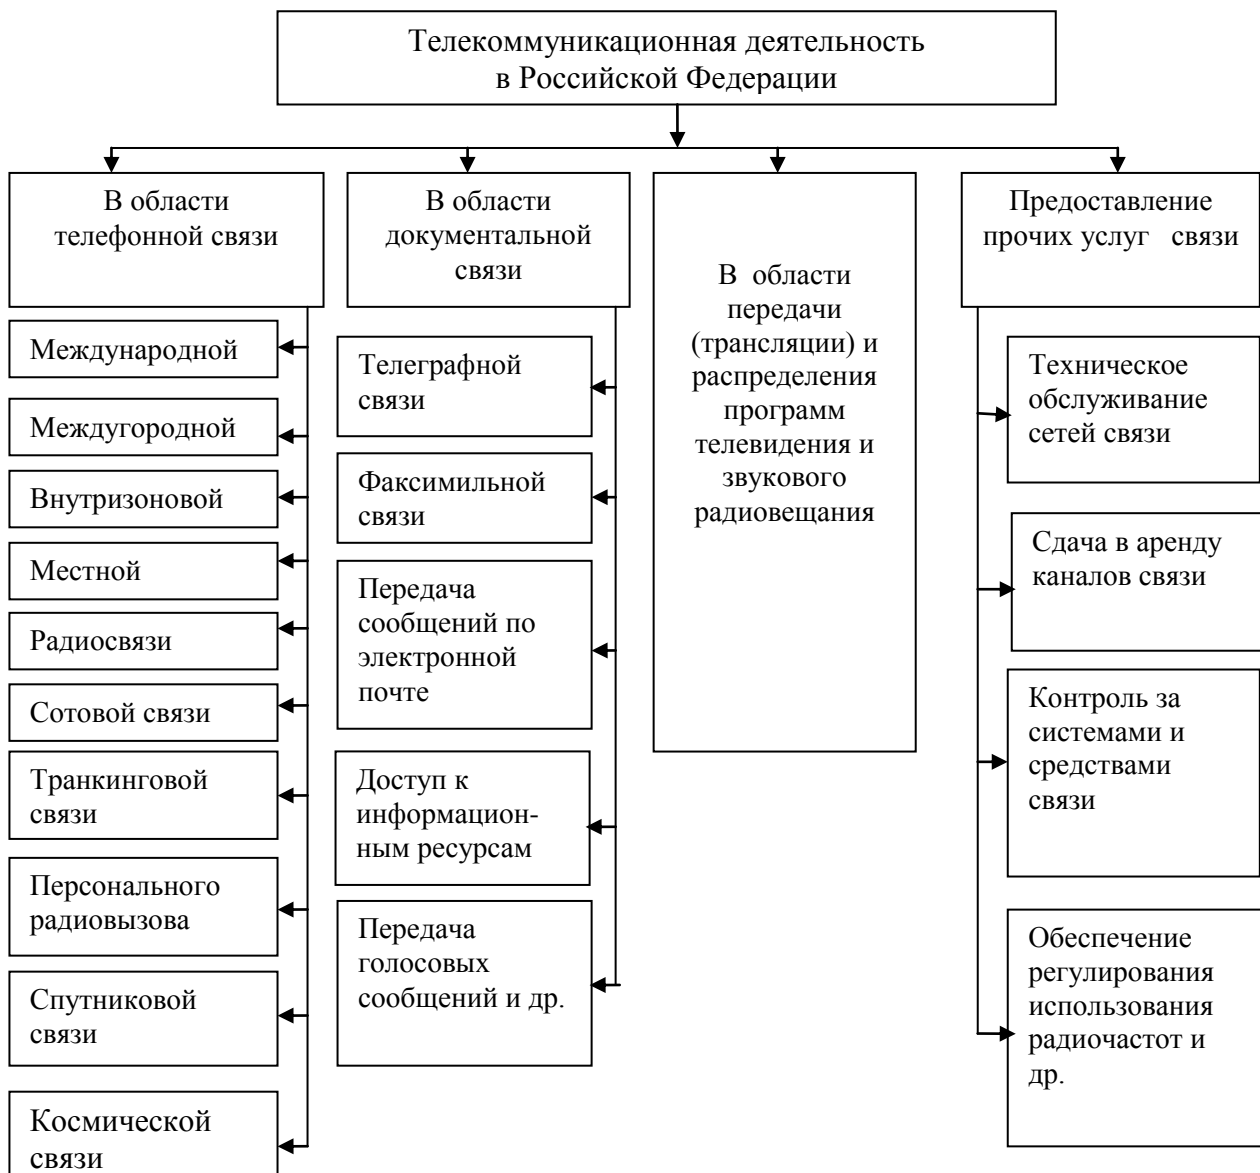 Телекоммуникационная деятельность
в Российской Федерации
В области
телефонной связи
Международной
Междугородной
Внутризоновой
Местной
Радиосвязи
Сотовой связи
Транкинговой
связи
Персонального
радиовызова
Спутниковой
связи
Космической
связи
В области
документальной
связи
Телеграфной
связи
Факсимильной
связи
Передача
сообщений по
электронной
почте
Доступ к
информацион-
ным ресурсам
Передача
голосовых
сообщений и др.
В области
передачи
(трансляции) и
распределения
программ
телевидения и
звукового
радиовещания
Предоставление
прочих услуг связи
Техническое
обслуживание
сетей связи
Сдача в аренду
каналов связи
Контроль за
системами и
средствами
связи
Обеспечение
регулирования
использования
радиочастот и
др.